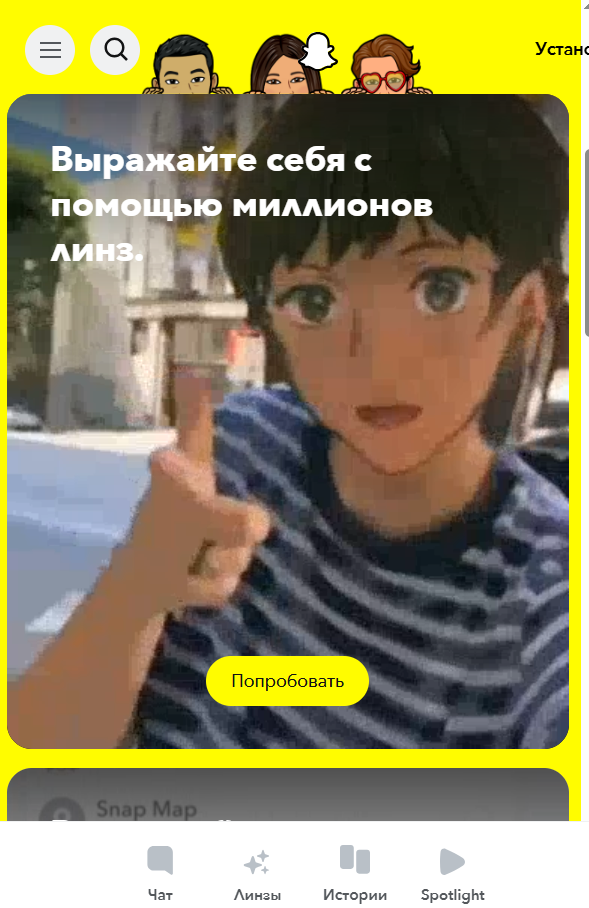 Устано
Выражайте себя с
помощью миллионов
линз.
Попробовать
Snap Map
Чат
Линзы
Истории
Spotlight